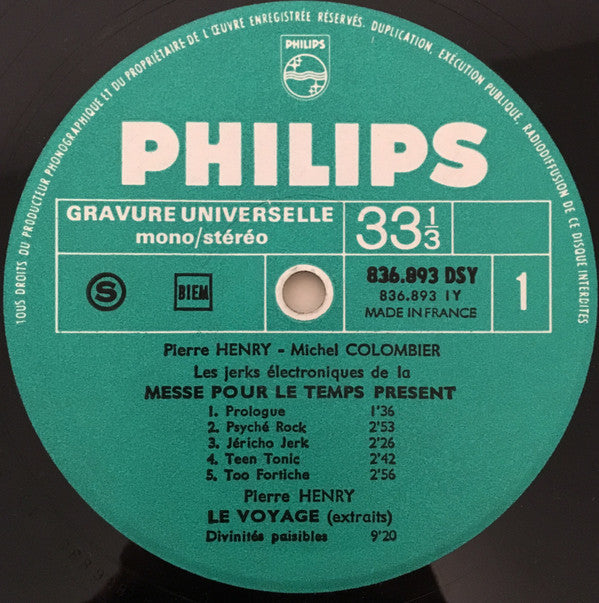 TOUS DROITS DU PRODUCTEUR PHONOGRAPHIQUE ET DU PROPRIÉTAIRE DE L'ŒUVRE ENREGISTRÉE RÉSERVÉS. DUPLICATION, EXÉCUTION PUBLIQUE, RADIODIFFUSION DE CE DISQUE INTERDITES
PHILIPS
PHILIPS
GRAVURE UNIVERSELLE
mono/stéréo
33 1/3
S
BIEM
836.893 DSY
836.893 IY
MADE IN FRANCE
1
Pierre HENRY - Michel COLOMBIER
Les jerks électroniques de la
MESSE POUR LE TEMPS PRESENT
1. Prologue 1'36
2. Psyché Rock 2'53
3. Jéricho Jerk 2'26
4. Teen Tonic 2'42
5. Too Fortiche 2'56
Pierre HENRY
LE VOYAGE (extraits)
Divinités paisibles 9'20